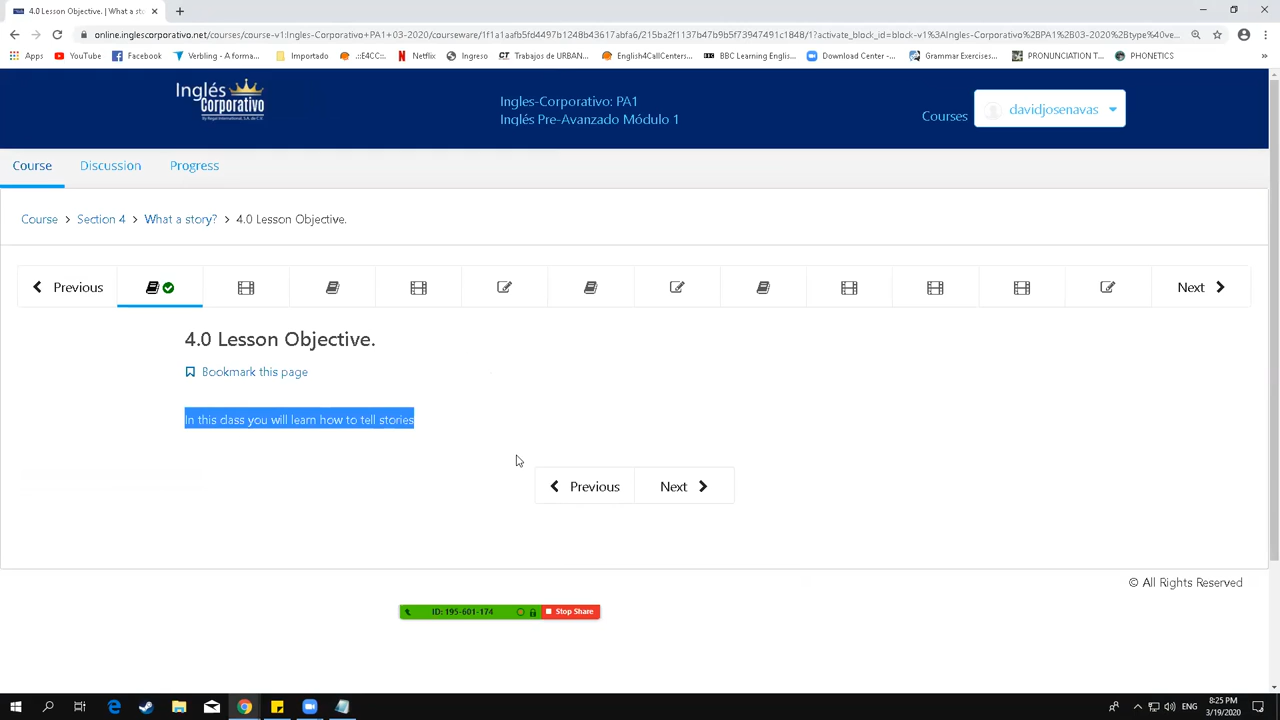 4.0 Lesson Objective. | What a sto
online.inglescorporativo.net/courses/course-v1:Ingles-Corporativo+PA1+03-2020/courseware/1f1a1aafb5fd4497b1248b43617abfa6/215ba2f1137b47b9b5f73947491c1848/1?activate_block_id=block-v1%3AIngles-Corporativo%2BPA1%2B03-2020%2Btype%40ve...
Apps YouTube Facebook Verbling - A forma... Importado .::E4CC::. Netflix Ingreso Trabajos de URBAN... English4CallCenters... BBC Learning Englis... Download Center -... Grammar Exercises... PRONUNCIATION T... PHONETICS
Inglés
Corporativo
Ingles-Corporativo: PA1
Inglés Pre-Avanzado Módulo 1
Courses davidjosenavas
Course Discussion Progress
Course > Section 4 > What a story? > 4.0 Lesson Objective.
Previous Next
4.0 Lesson Objective.
Bookmark this page
In this class you will learn how to tell stories
Previous Next
© All Rights Reserved
ID: 195-601-174 Stop Share
ENG 8:25 PM
3/19/2020